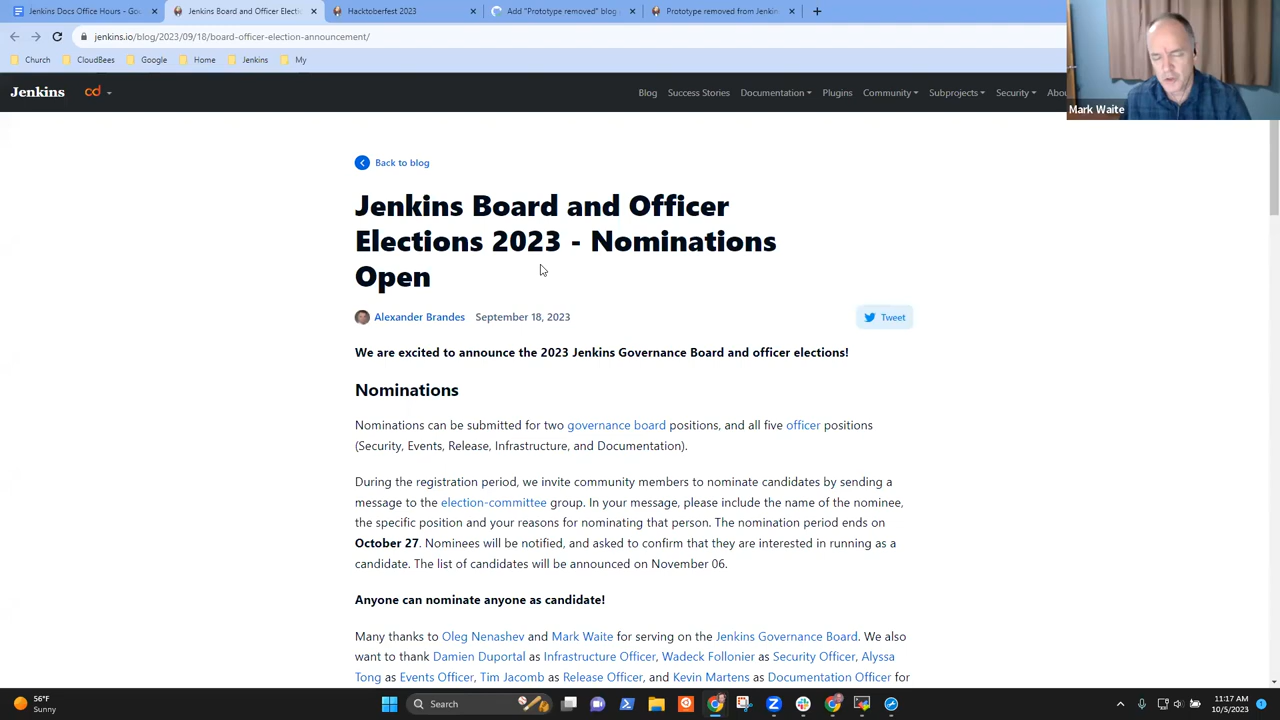 Jenkins Docs Office Hours - Go
Jenkins Board and Officer Electi
Hacktoberfest 2023
Add "Prototype removed" blog
Prototype removed from Jenkin
jenkins.io/blog/2023/09/18/board-officer-election-announcement/
Church
CloudBees
Google
Home
Jenkins
My
Jenkins
cd
Blog
Success Stories
Documentation
Plugins
Community
Subprojects
Security
Abou
Mark Waite
Back to blog
Jenkins Board and Officer
Elections 2023 - Nominations
Open
Alexander Brandes September 18, 2023
Tweet
We are excited to announce the 2023 Jenkins Governance Board and officer elections!
Nominations
Nominations can be submitted for two governance board positions, and all five officer positions
(Security, Events, Release, Infrastructure, and Documentation).
During the registration period, we invite community members to nominate candidates by sending a
message to the election-committee group. In your message, please include the name of the nominee,
the specific position and your reasons for nominating that person. The nomination period ends on
October 27. Nominees will be notified, and asked to confirm that they are interested in running as a
candidate. The list of candidates will be announced on November 06.
Anyone can nominate anyone as candidate!
Many thanks to Oleg Nenashev and Mark Waite for serving on the Jenkins Governance Board. We also
want to thank Damien Duportal as Infrastructure Officer, Wadeck Follonier as Security Officer, Alyssa
Tong as Events Officer, Tim Jacomb as Release Officer, and Kevin Martens as Documentation Officer for
56°F
Sunny
Search
11:17 AM
10/5/2023